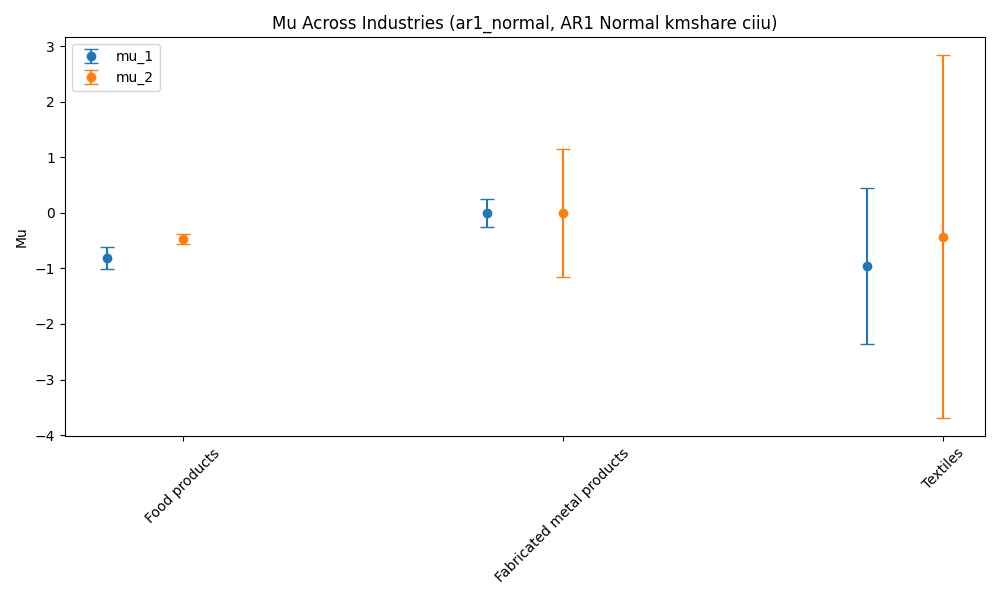 Mu Across Industries (ar1_normal, AR1 Normal kmshare ciiu)
mu_1
mu_2
3
2
1
0
−1
−2
−3
−4
Mu
Food products
Fabricated metal products
Textiles